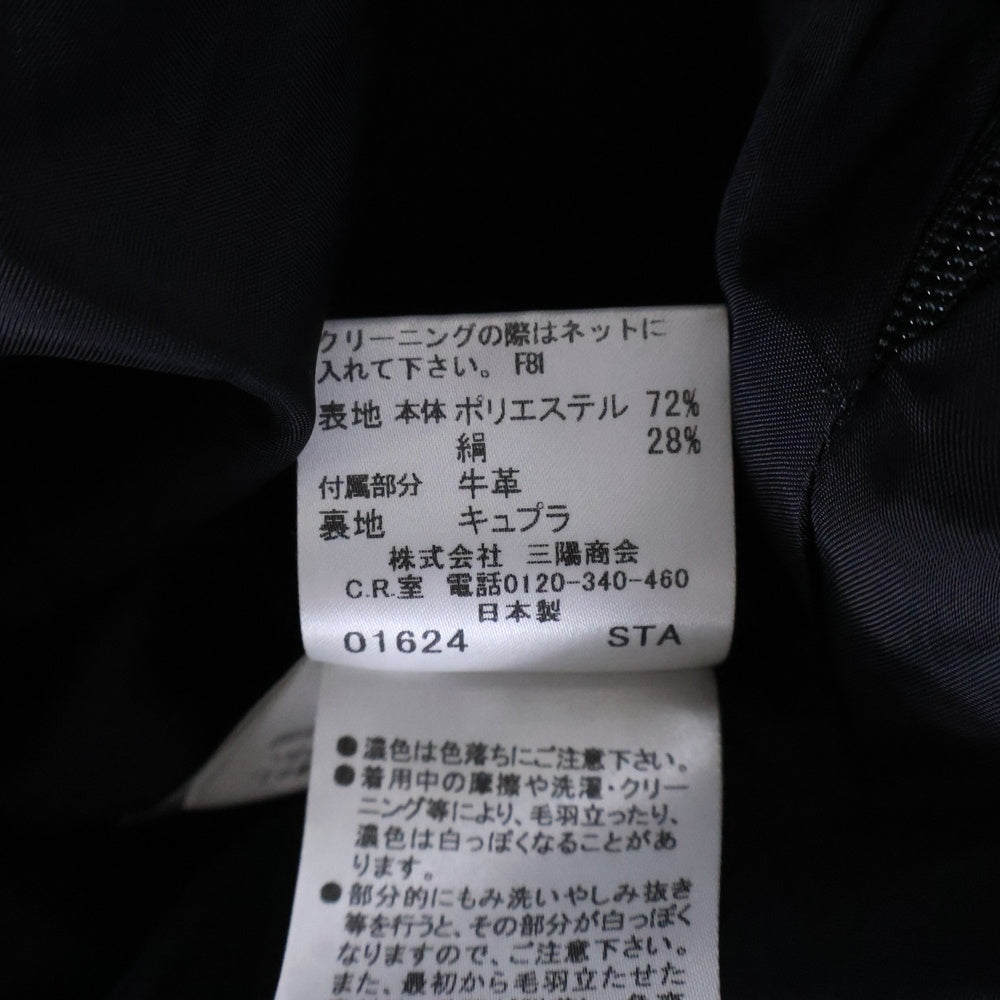 クリーニングの際はネットに
入れて下さい。 F81
表地 本体 ポリエステル 72%
絹 28%
付属部分 牛革
裏地 キュプラ
株式会社 三陽商会
C.R.室 電話0120-340-460
日本製
01624 STA
●濃色は色落ちにご注意下さい。
●着用中の摩擦や洗濯・クリー
ニング等により、毛羽立ったり、
濃色は白っぽくなることがあ
ります。
●部分的にもみ洗いやしみ抜き
等を行うと、その部分が白っぽく
なりますので、ご注意下さい。
また、最初から毛羽立たせた